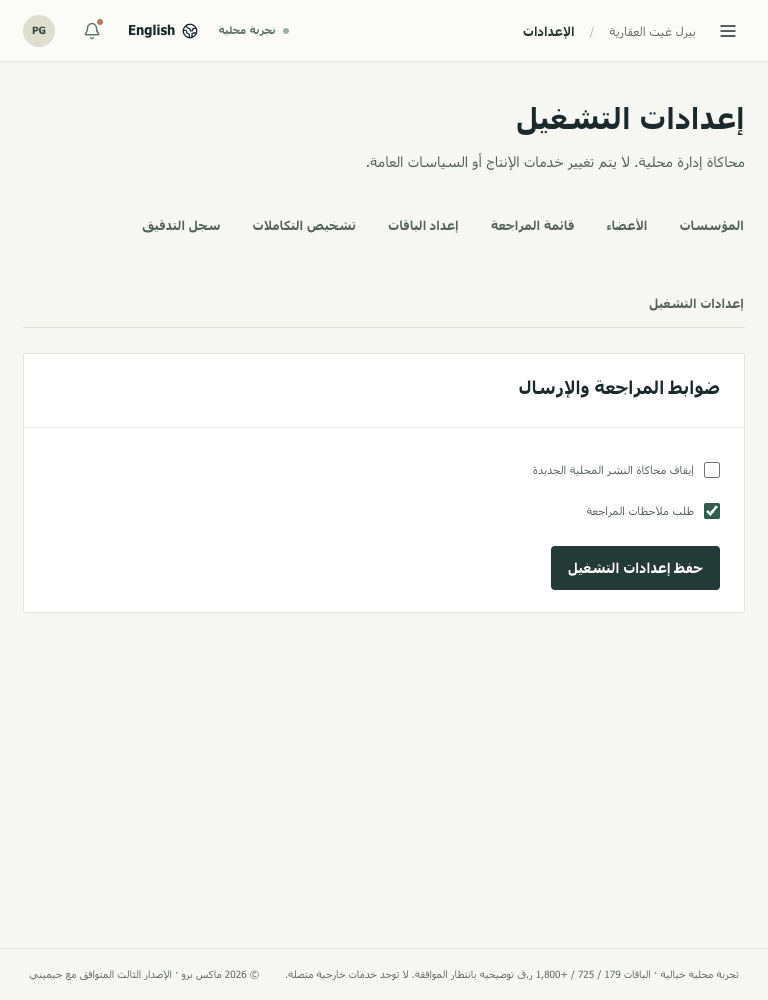 بيرل غيت العقارية / الإعدادات
تجربة محلية
English
PG
إعدادات التشغيل
محاكاة إدارة محلية. لا يتم تغيير خدمات الإنتاج أو السياسات العامة.
المؤسسات الأعضاء قائمة المراجعة إعداد الباقات تشخيص التكاملات سجل التدقيق
إعدادات التشغيل
ضوابط المراجعة والإرسال
إيقاف محاكاة النشر المحلية الجديدة
طلب ملاحظات المراجعة
حفظ إعدادات التشغيل
تجربة محلية خيالية · الباقات 179 / 725 / +1,800 ر.ق توضيحية بانتظار الموافقة. لا توجد خدمات خارجية متصلة.
© 2026 ماكس برو · الإصدار الثالث المتوافق مع جيميني